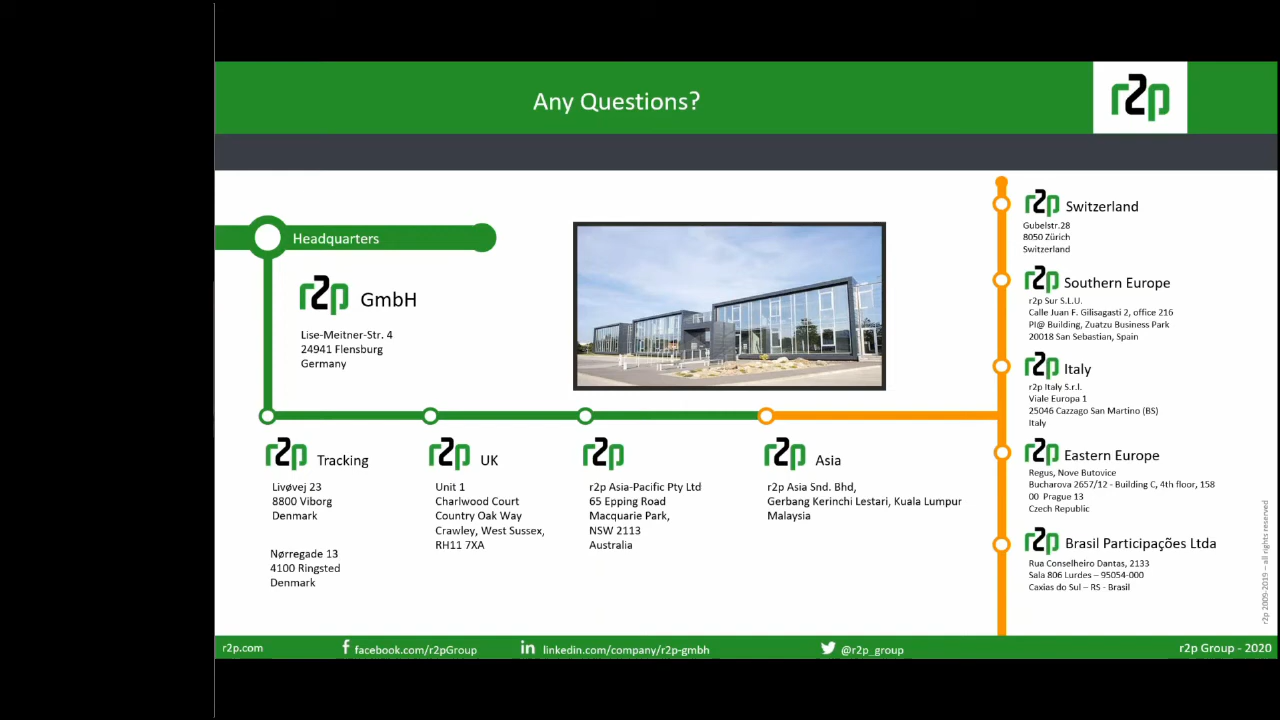 Any Questions?
r2p
Headquarters
r2p GmbH
Lise-Meitner-Str. 4
24941 Flensburg
Germany
r2p Tracking
Livøvej 23
8800 Viborg
Denmark
Nørregade 13
4100 Ringsted
Denmark
r2p UK
Unit 1
Charlwood Court
Country Oak Way
Crawley, West Sussex,
RH11 7XA
r2p
r2p Asia-Pacific Pty Ltd
65 Epping Road
Macquarie Park,
NSW 2113
Australia
r2p Asia
r2p Asia Snd. Bhd,
Gerbang Kerinchi Lestari, Kuala Lumpur
Malaysia
r2p Switzerland
Gubelstr.28
8050 Zürich
Switzerland
r2p Southern Europe
r2p Sur S.L.U.
Calle Juan F. Gilisagasti 2, office 216
PI@ Building, Zuatzu Business Park
20018 San Sebastian, Spain
r2p Italy
r2p Italy S.r.l.
Viale Europa 1
25046 Cazzago San Martino (BS)
Italy
r2p Eastern Europe
Regus, Nove Butovice
Bucharova 2657/12 - Building C, 4th floor, 158
00 Prague 13
Czech Republic
r2p Brasil Participações Ltda
Rua Conselheiro Dantas, 2133
Sala 806 Lurdes – 95054-000
Caxias do Sul – RS - Brasil
r2p 2009-2019 – all rights reserved
r2p.com
facebook.com/r2pGroup
linkedin.com/company/r2p-gmbh
@r2p_group
r2p Group - 2020